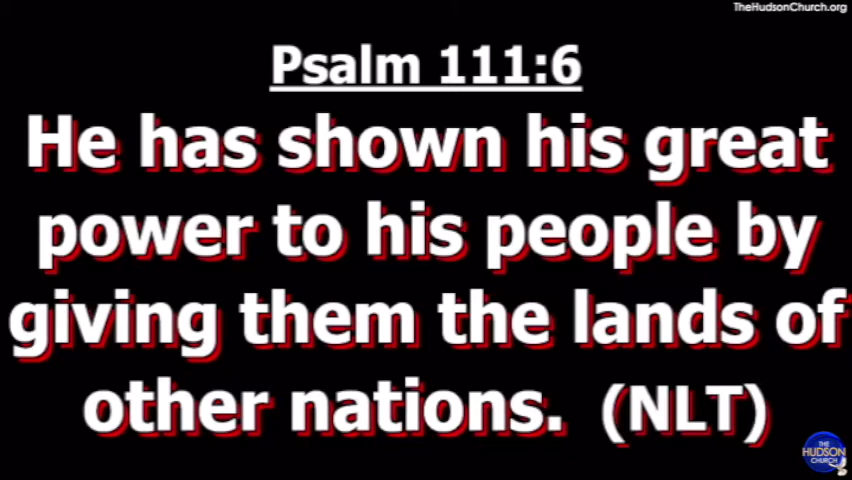 TheHudsonChurch.org
Psalm 111:6
He has shown his great
power to his people by
giving them the lands of
other nations. (NLT)
THE
HUDSON
CHURCH